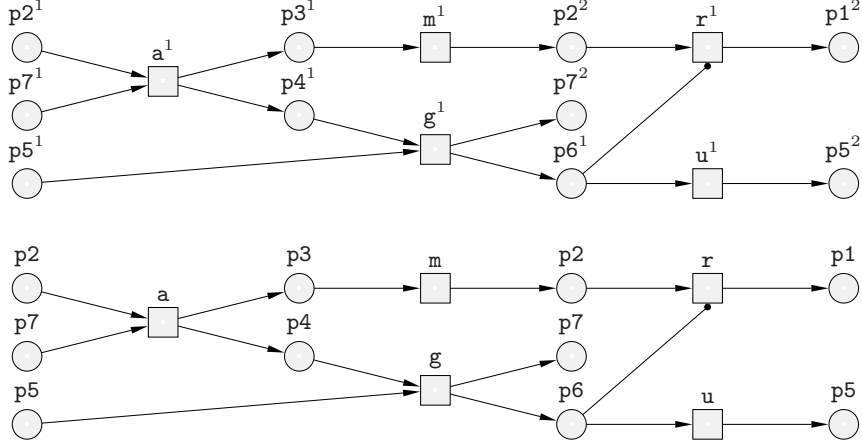 p2¹ p3¹ m¹ p2² r¹ p1²
a¹
p7¹ p4¹ p7²
g¹
p5¹ p6¹ u¹ p5²
p2 p3 m p2 r p1
a
p7 p4 p7
g
p5 p6 u p5